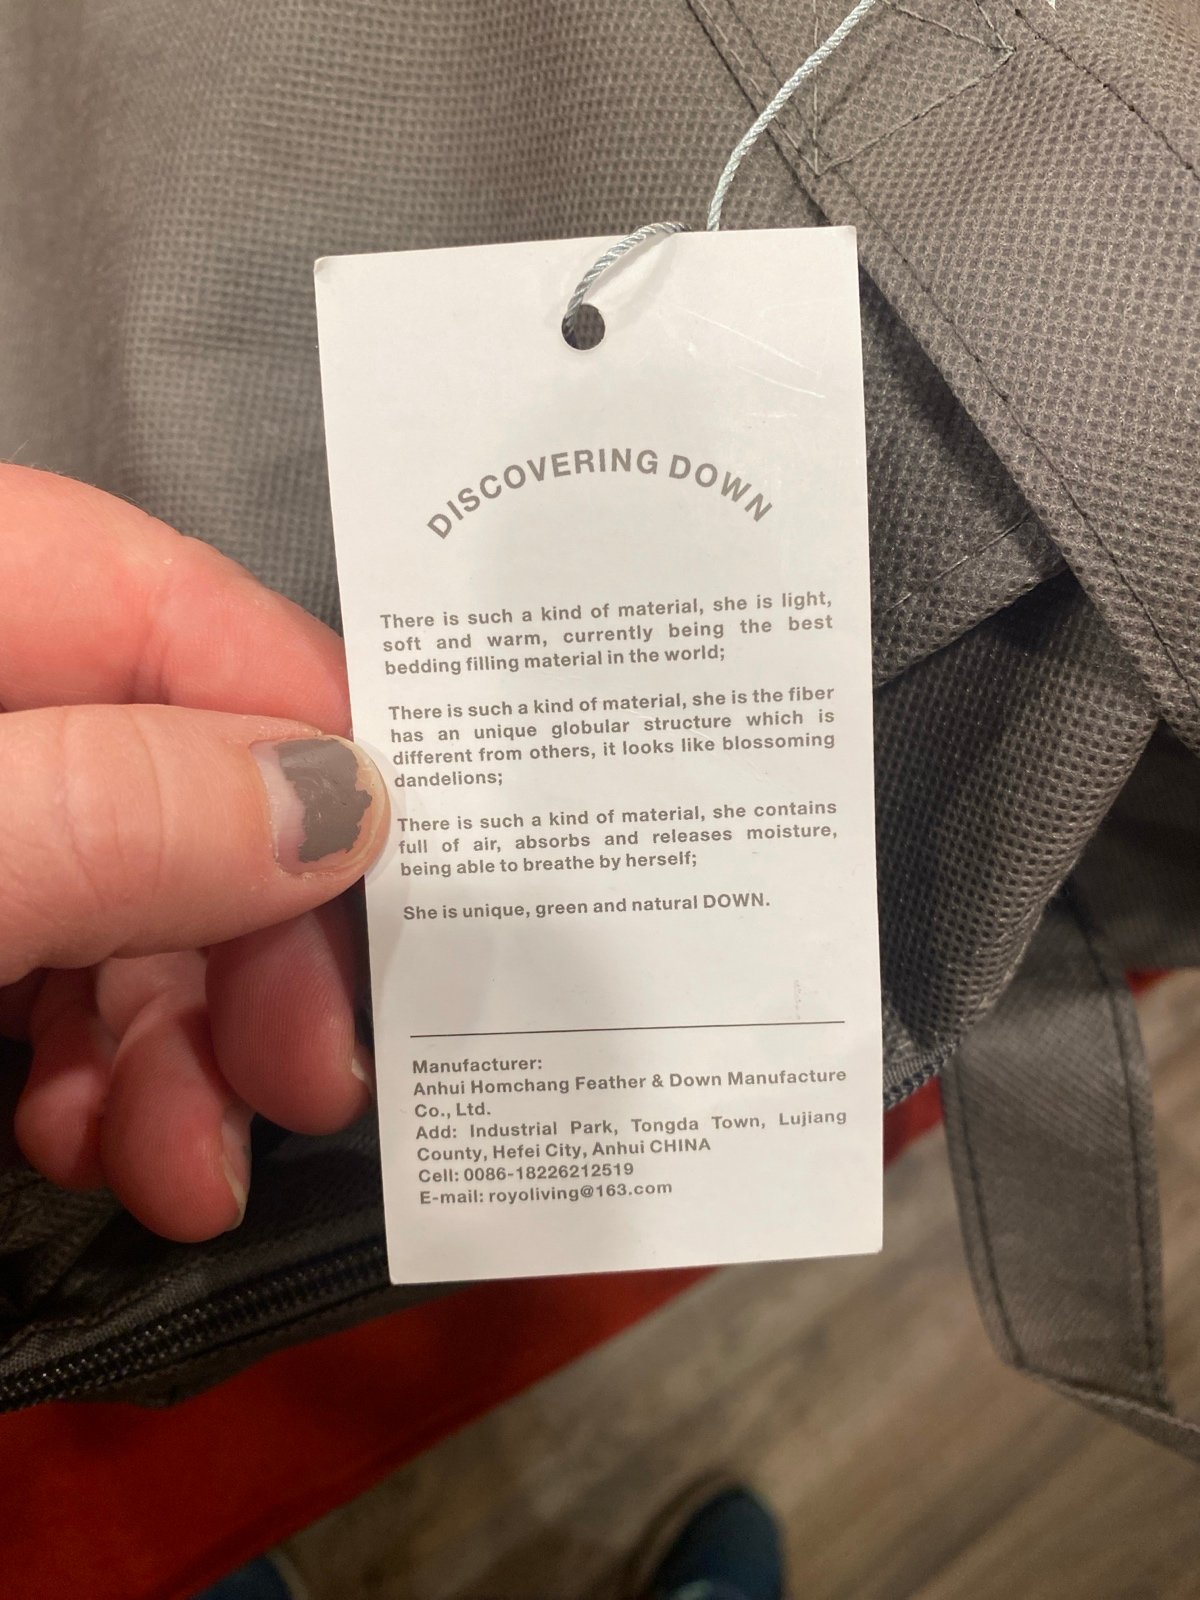 DISCOVERING DOWN
There is such a kind of material, she is light,
soft and warm, currently being the best
bedding filling material in the world;
There is such a kind of material, she is the fiber
has an unique globular structure which is
different from others, it looks like blossoming
dandelions;
There is such a kind of material, she contains
full of air, absorbs and releases moisture,
being able to breathe by herself;
She is unique, green and natural DOWN.
Manufacturer:
Anhui Homchang Feather & Down Manufacture
Co., Ltd.
Add: Industrial Park, Tongda Town, Lujiang
County, Hefei City, Anhui CHINA
Cell: 0086-18226212519
E-mail: royoliving@163.com